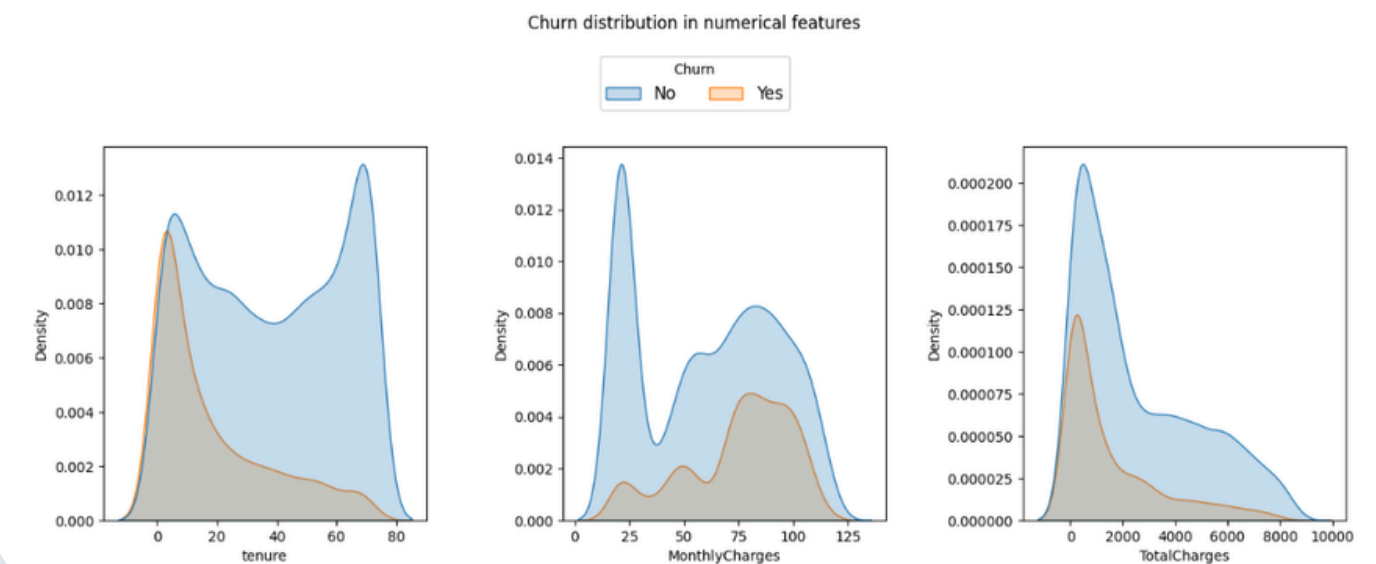 Churn distribution in numerical features
Churn
No Yes
0.012
0.010
0.008
0.006
0.004
0.002
0.000
Density
0 20 40 60 80
tenure
0.014
0.012
0.010
0.008
0.006
0.004
0.002
0.000
Density
0 25 50 75 100 125
MonthlyCharges
0.000200
0.000175
0.000150
0.000125
0.000100
0.000075
0.000050
0.000025
0.000000
Density
0 2000 4000 6000 8000 10000
TotalCharges